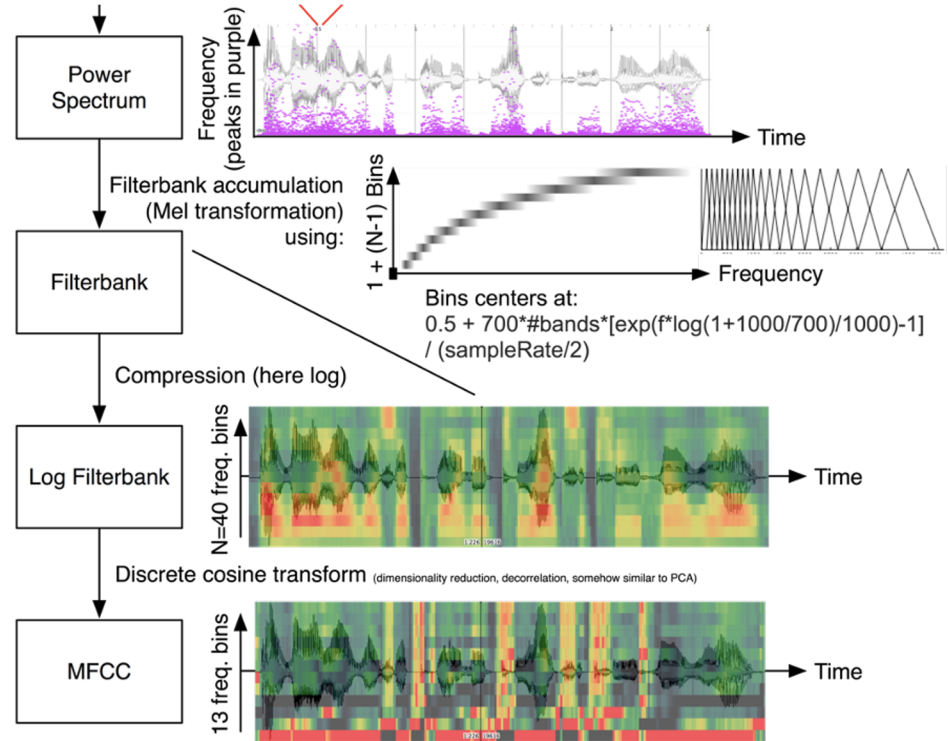 Power
Spectrum
Frequency
(peaks in purple)
Time
Filterbank accumulation
(Mel transformation)
using:
1 + (N-1) Bins
Frequency
Filterbank
Bins centers at:
0.5 + 700*#bands*[exp(f*log(1+1000/700)/1000)-1]
/ (sampleRate/2)
Compression (here log)
Log Filterbank
N=40 freq. bins
Time
Discrete cosine transform (dimensionality reduction, decorrelation, somehow similar to PCA)
MFCC
13 freq. bins
Time